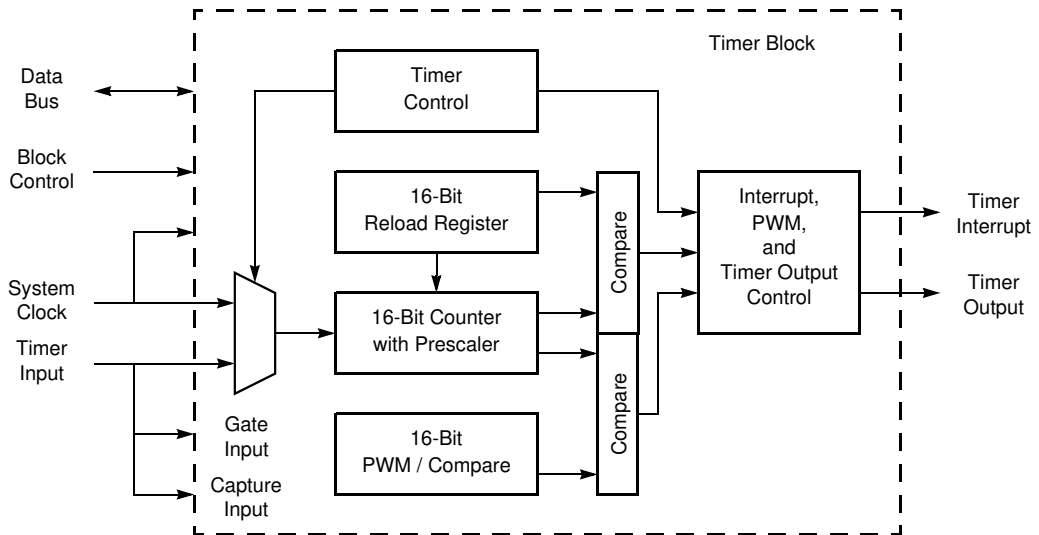 Timer Block
Data
Bus
Timer
Control
Block
Control
16-Bit
Reload Register
Compare
Interrupt,
PWM,
and
Timer Output
Control
Timer
Interrupt
System
Clock
Timer
Output
16-Bit Counter
with Prescaler
Timer
Input
Gate
Input
16-Bit
PWM / Compare
Compare
Capture
Input